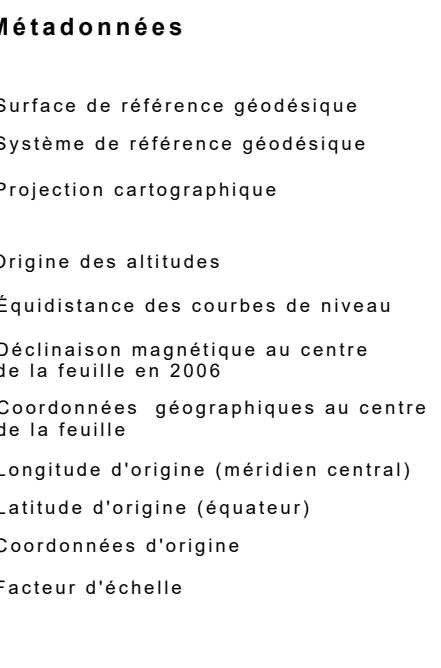 Métadonnées
Surface de référence géodésique
Système de référence géodésique
Projection cartographique
Origine des altitudes
Équidistance des courbes de niveau
Déclinaison magnétique au centre
de la feuille en 2006
Coordonnées géographiques au centre
de la feuille
Longitude d'origine (méridien central)
Latitude d'origine (équateur)
Coordonnées d'origine
Facteur d'échelle